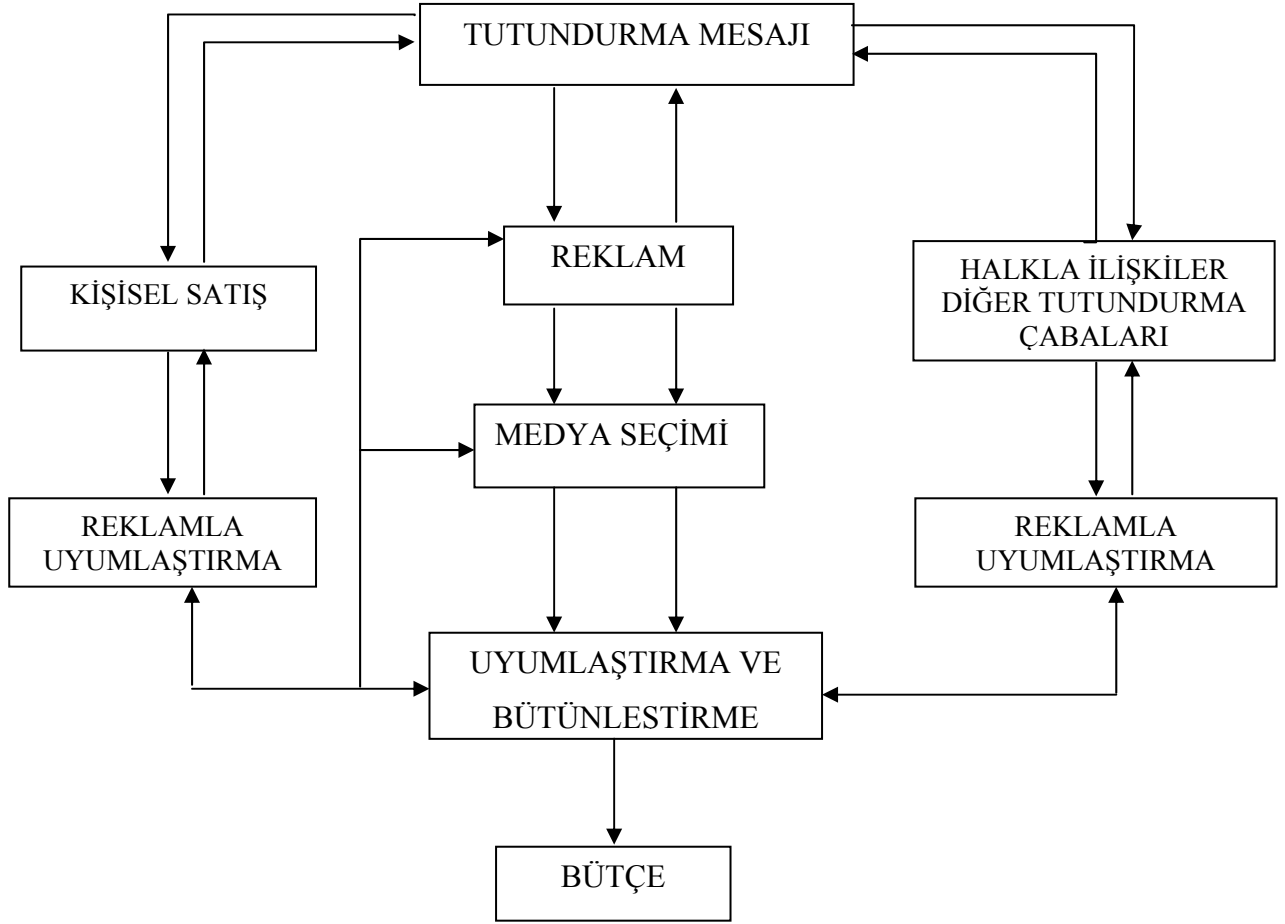 TUTUNDURMA MESAJI
REKLAM
KİŞİSEL SATIŞ
HALKLA İLİŞKİLER
DİĞER TUTUNDURMA
ÇABALARI
MEDYA SEÇİMİ
REKLAMLA
UYUMLAŞTIRMA
REKLAMLA
UYUMLAŞTIRMA
UYUMLAŞTIRMA VE
BÜTÜNLESTİRME
BÜTÇE